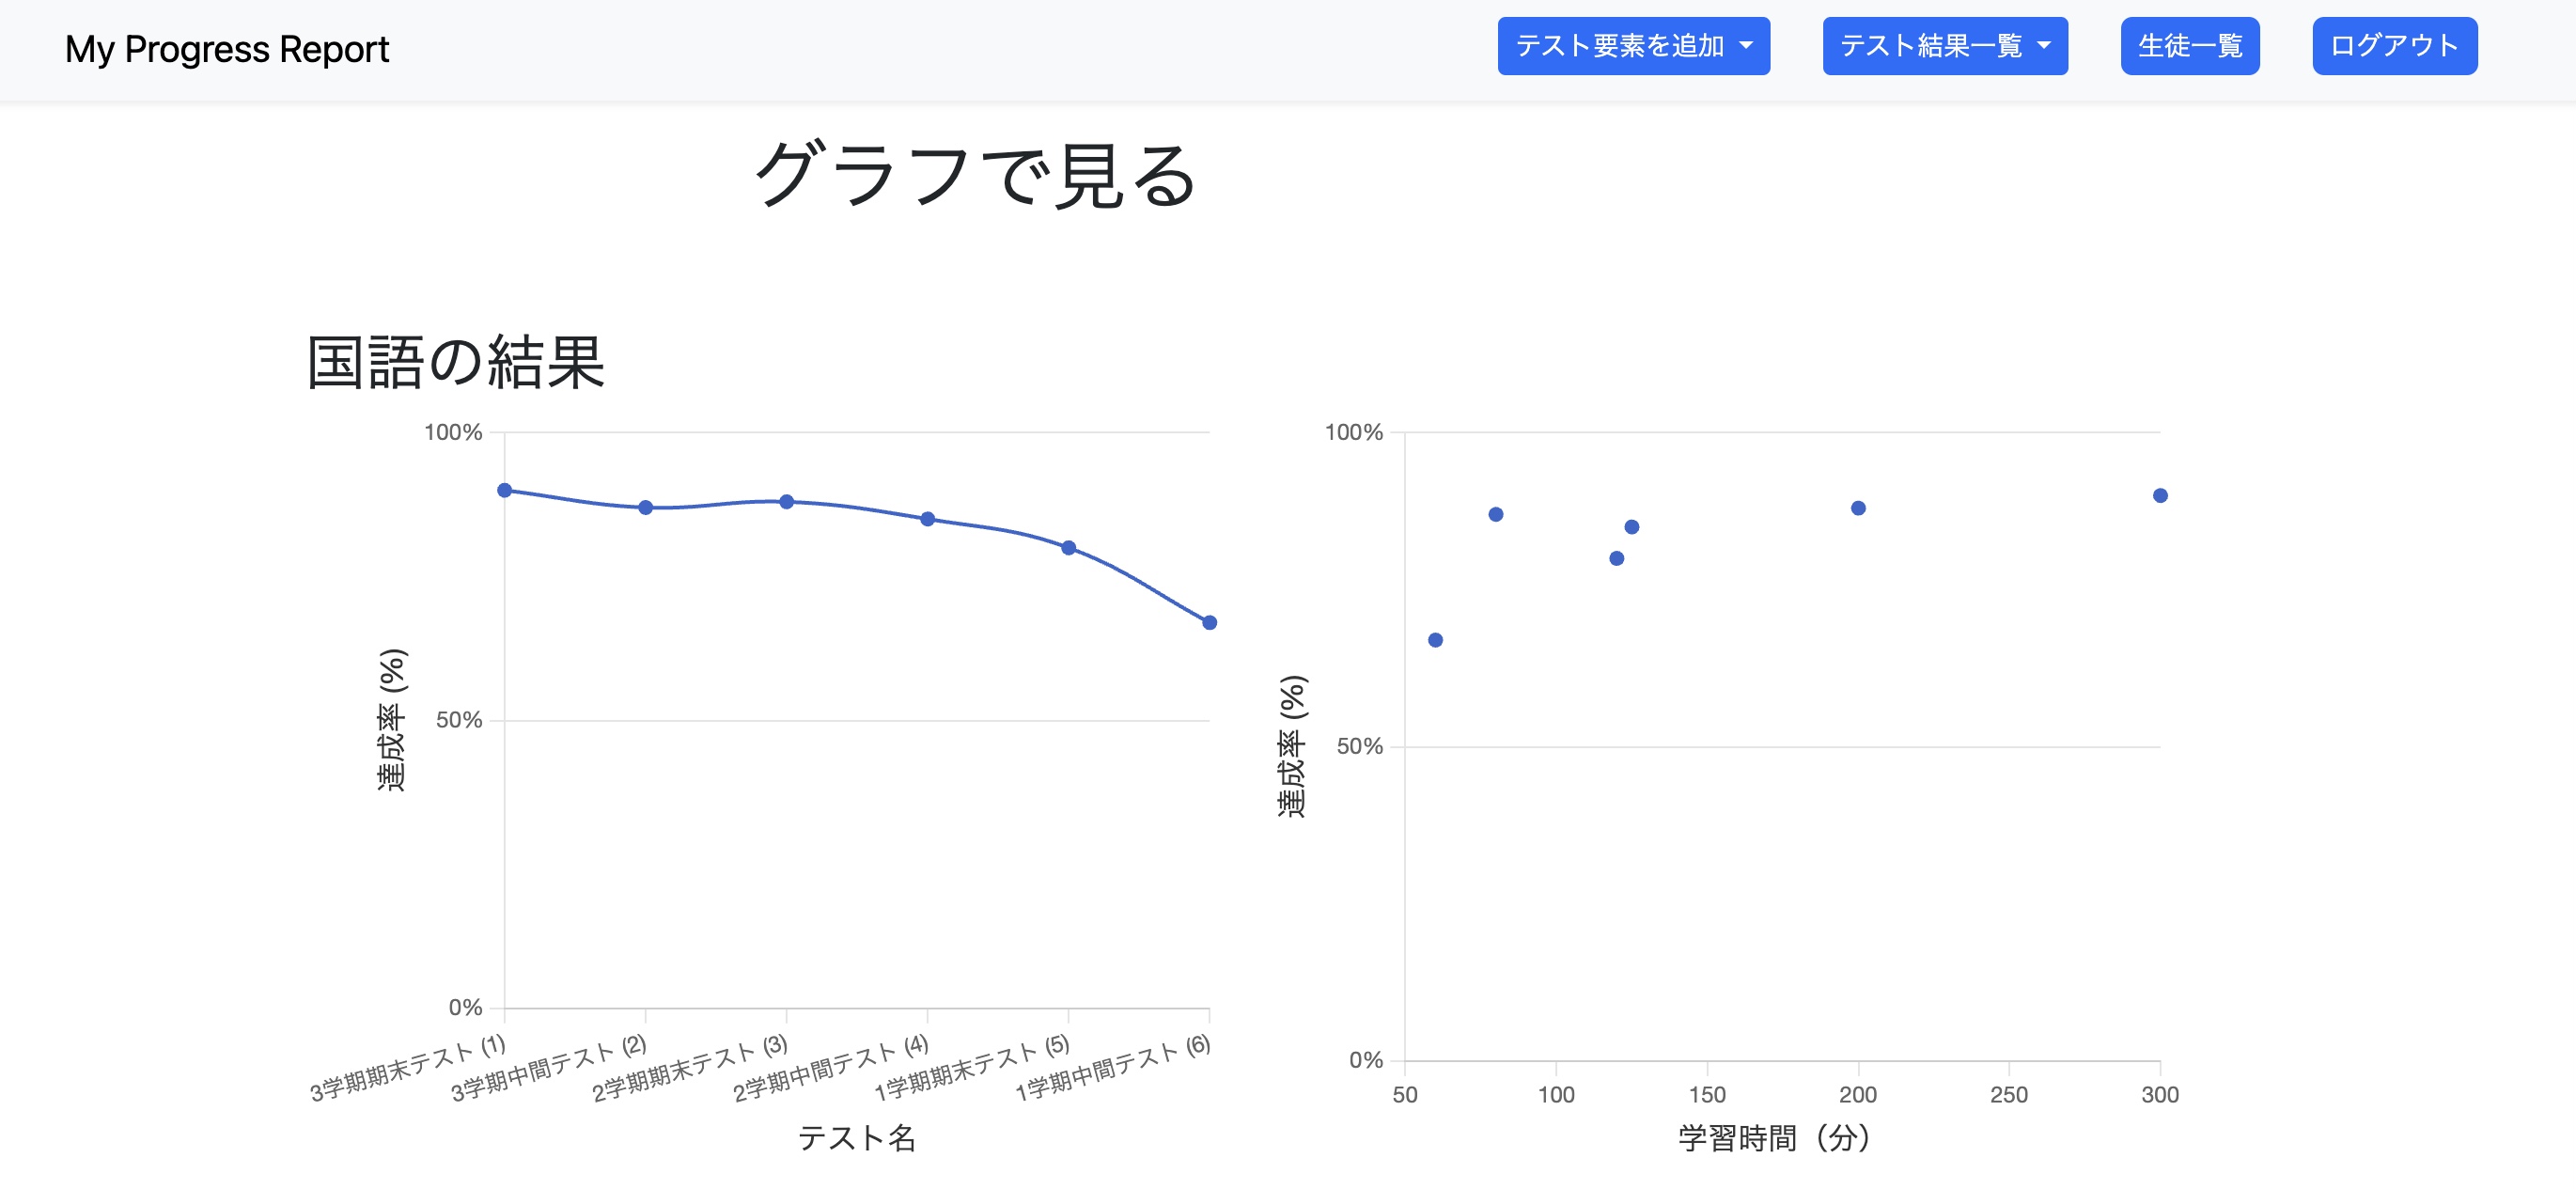 My Progress Report
テスト要素を追加
テスト結果一覧
生徒一覧
ログアウト
グラフで見る
国語の結果
100%
50%
0%
達成率 (%)
3学期期末テスト (1)
3学期中間テスト (2)
2学期期末テスト (3)
2学期中間テスト (4)
1学期期末テスト (5)
1学期中間テスト (6)
テスト名
100%
50%
0%
達成率 (%)
50
100
150
200
250
300
学習時間（分）